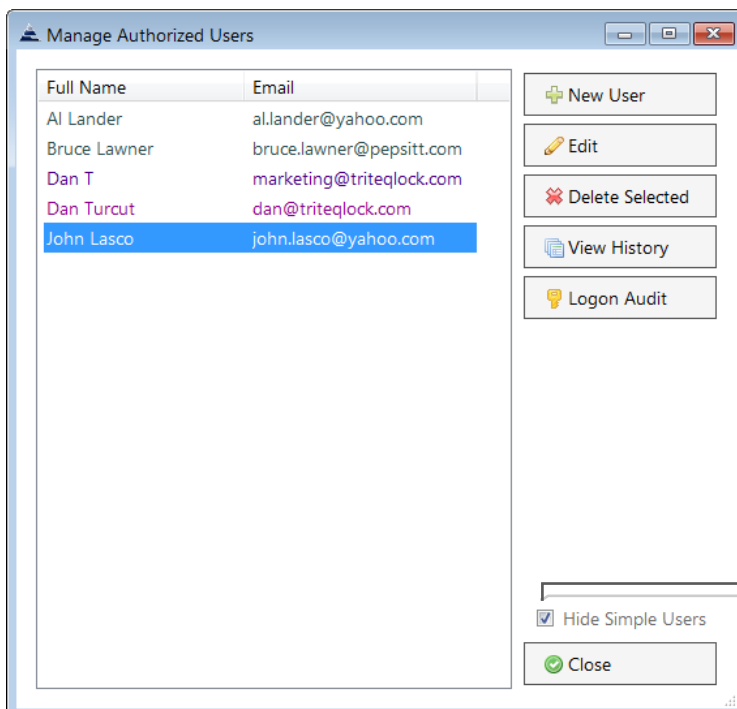 Manage Authorized Users
Full Name Email
Al Lander al.lander@yahoo.com
Bruce Lawner bruce.lawner@pepsitt.com
Dan T marketing@triteqlock.com
Dan Turcut dan@triteqlock.com
John Lasco john.lasco@yahoo.com
New User
Edit
Delete Selected
View History
Logon Audit
Hide Simple Users
Close